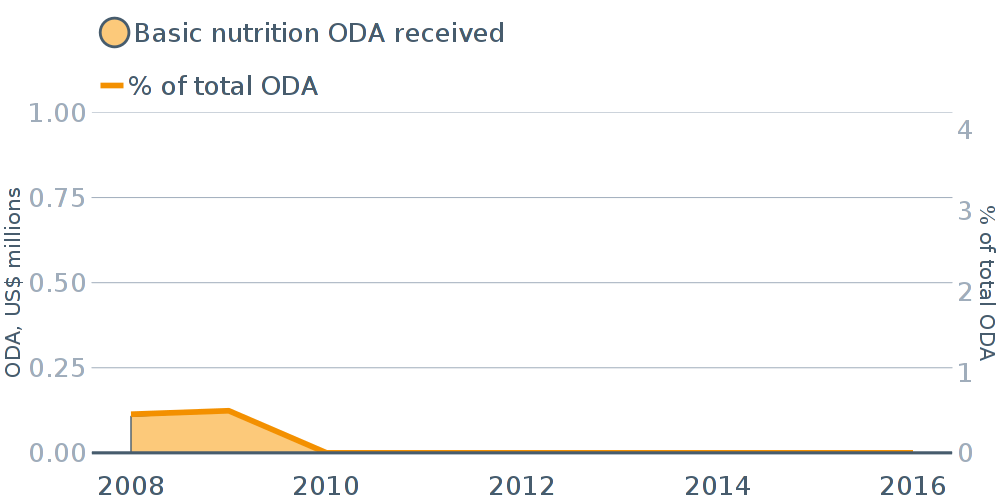 Basic nutrition ODA received
% of total ODA
1.00
0.75
0.50
0.25
0.00
ODA, US$ millions
4
3
2
1
0
% of total ODA
2008 2010 2012 2014 2016